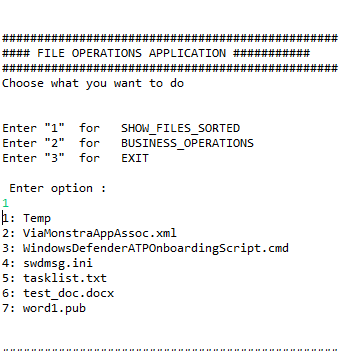 ################################################
#### FILE OPERATIONS APPLICATION ###########
################################################
Choose what you want to do
Enter "1"  for   SHOW_FILES_SORTED
Enter "2"  for   BUSINESS_OPERATIONS
Enter "3"  for   EXIT
Enter option :
1
1: Temp
2: ViaMonstraAppAssoc.xml
3: WindowsDefenderATPOnboardingScript.cmd
4: swdmsg.ini
5: tasklist.txt
6: test_doc.docx
7: word1.pub